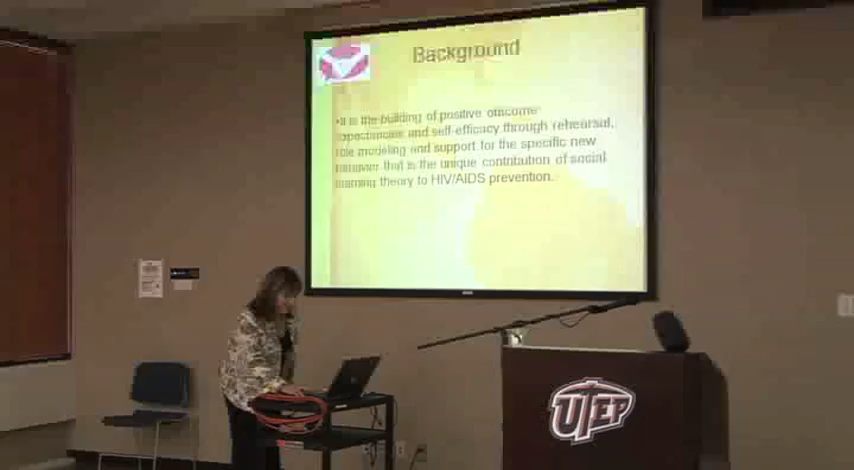 Background
•It is the building of positive outcome
expectancies and self-efficacy through rehearsal,
role modeling and support for the specific new
behavior that is the unique contribution of social
learning theory to HIV/AIDS prevention.
UTEP